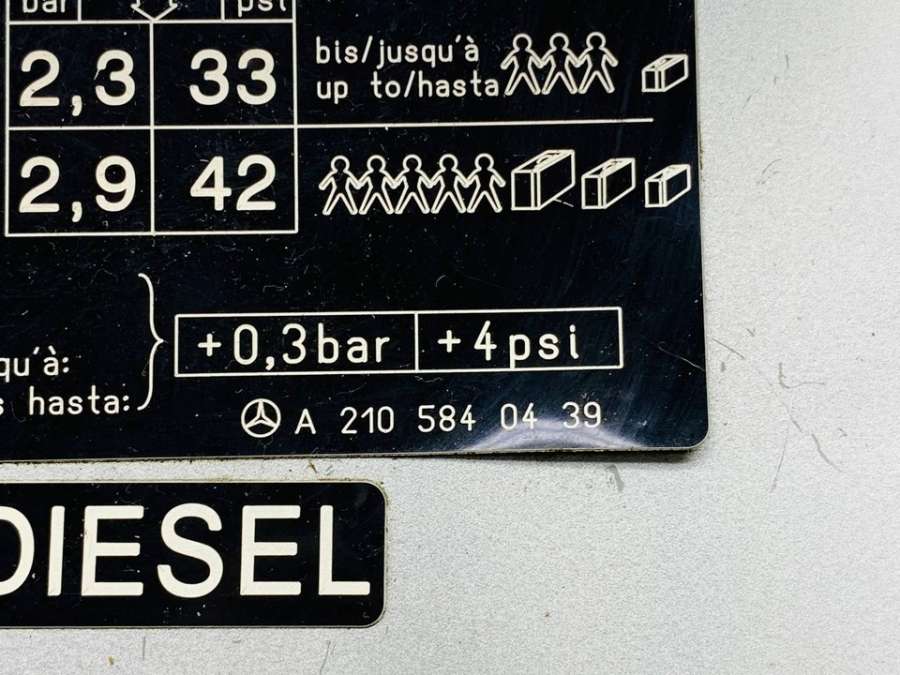 bar psi
2,3 33 bis/jusqu'à
up to/hasta
2,9 42
qu'à:
s hasta:
+0,3bar +4psi
A 210 584 04 39
DIESEL